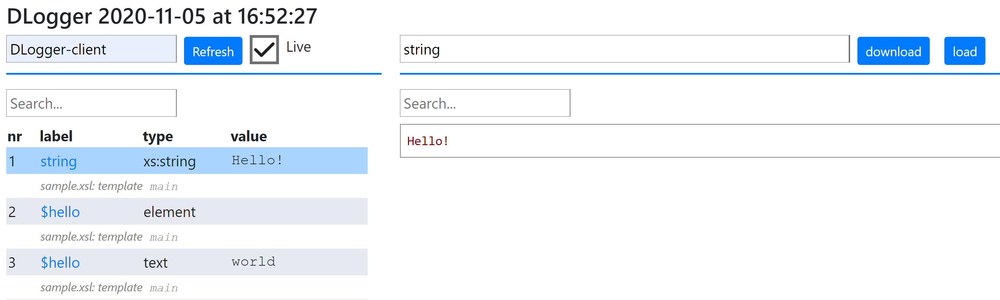 DLogger 2020-11-05 at 16:52:27
DLogger-client Refresh Live
string download load
Search...
Search...
nr label type value
1 string xs:string Hello!
sample.xsl: template main
2 $hello element
sample.xsl: template main
3 $hello text world
sample.xsl: template main
Hello!